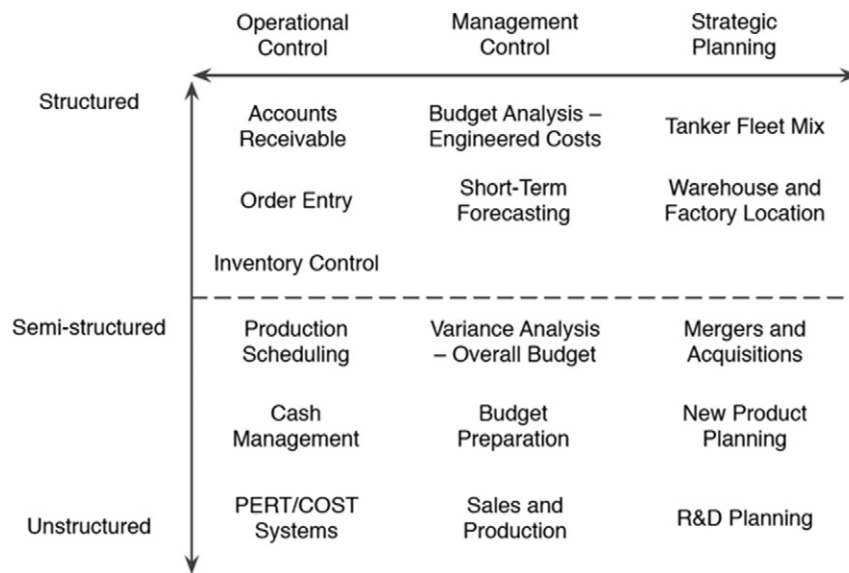 Operational Control
Management Control
Strategic Planning
Structured
Accounts Receivable
Budget Analysis – Engineered Costs
Tanker Fleet Mix
Order Entry
Short-Term Forecasting
Warehouse and Factory Location
Inventory Control
Semi-structured
Production Scheduling
Variance Analysis – Overall Budget
Mergers and Acquisitions
Cash Management
Budget Preparation
New Product Planning
Unstructured
PERT/COST Systems
Sales and Production
R&D Planning